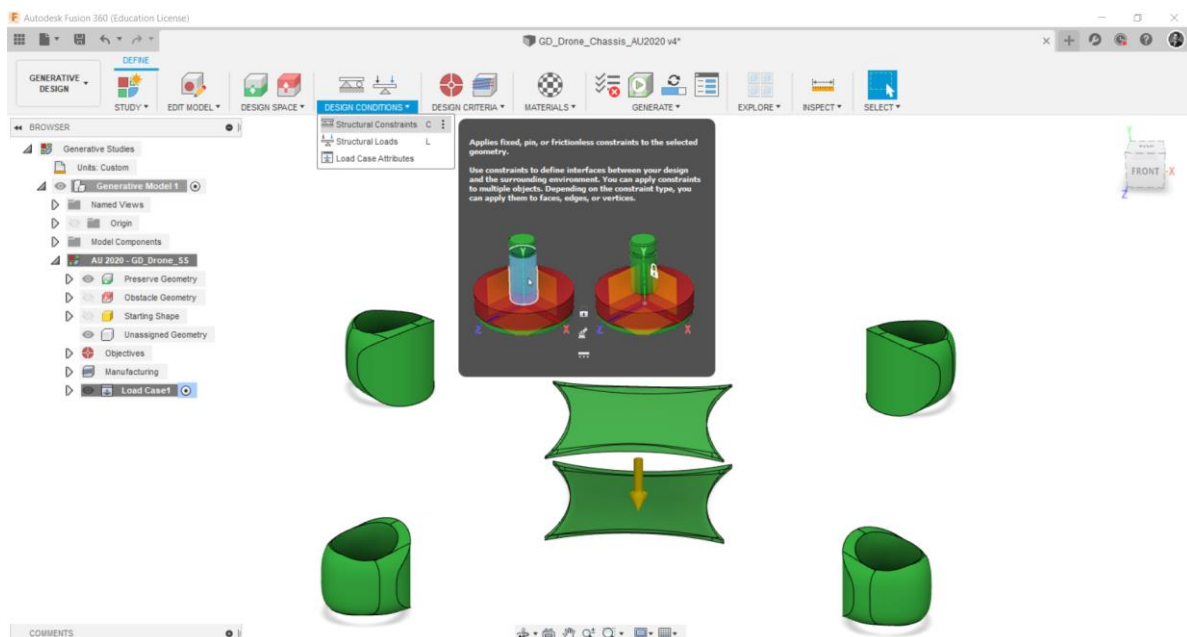 Autodesk Fusion 360 (Education License)
GD_Drone_Chassis_AU2020 v4*
DEFINE
GENERATIVE
DESIGN
STUDY
EDIT MODEL
DESIGN SPACE
DESIGN CONDITIONS
DESIGN CRITERIA
MATERIALS
GENERATE
EXPLORE
INSPECT
SELECT
BROWSER
Generative Studies
Units: Custom
Generative Model 1
Named Views
Origin
Model Components
AU 2020 - GD_Drone_SS
Preserve Geometry
Obstacle Geometry
Starting Shape
Unassigned Geometry
Objectives
Manufacturing
Load Case1
Structural Constraints C
Structural Loads L
Load Case Attributes
Applies fixed, pin, or frictionless constraints to the selected
geometry.
Use constraints to define interfaces between your design
and the surrounding environment. You can apply constraints
to multiple objects. Depending on the constraint type, you
can apply them to faces, edges, or vertices.
Y
Y
Z
X
Z
X
Y
FRONT
X
Z
COMMENTS